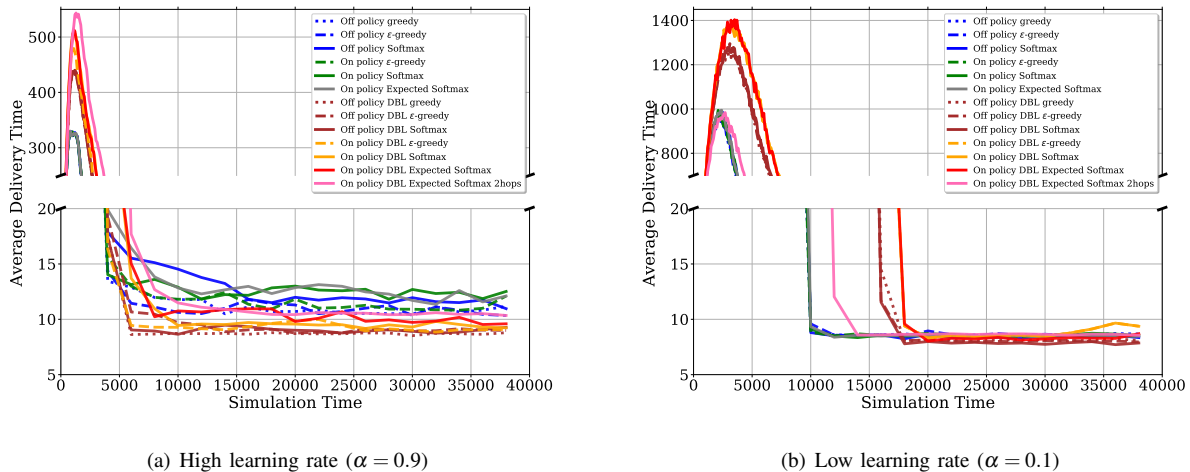 500
400
300
20
15
10
5
0
5000
10000
15000
20000
25000
30000
35000
40000
Average Delivery Time
Simulation Time
Off policy greedy
Off policy ε-greedy
Off policy Softmax
On policy ε-greedy
On policy Softmax
On policy Expected Softmax
Off policy DBL greedy
Off policy DBL ε-greedy
Off policy DBL Softmax
On policy DBL ε-greedy
On policy DBL Softmax
On policy DBL Expected Softmax
On policy DBL Expected Softmax 2hops
(a) High learning rate (α = 0.9)
1400
1200
1000
800
20
15
10
5
0
5000
10000
15000
20000
25000
30000
35000
40000
Average Delivery Time
Simulation Time
Off policy greedy
Off policy ε-greedy
Off policy Softmax
On policy ε-greedy
On policy Softmax
On policy Expected Softmax
Off policy DBL greedy
Off policy DBL ε-greedy
Off policy DBL Softmax
On policy DBL ε-greedy
On policy DBL Softmax
On policy DBL Expected Softmax
On policy DBL Expected Softmax 2hops
(b) Low learning rate (α = 0.1)